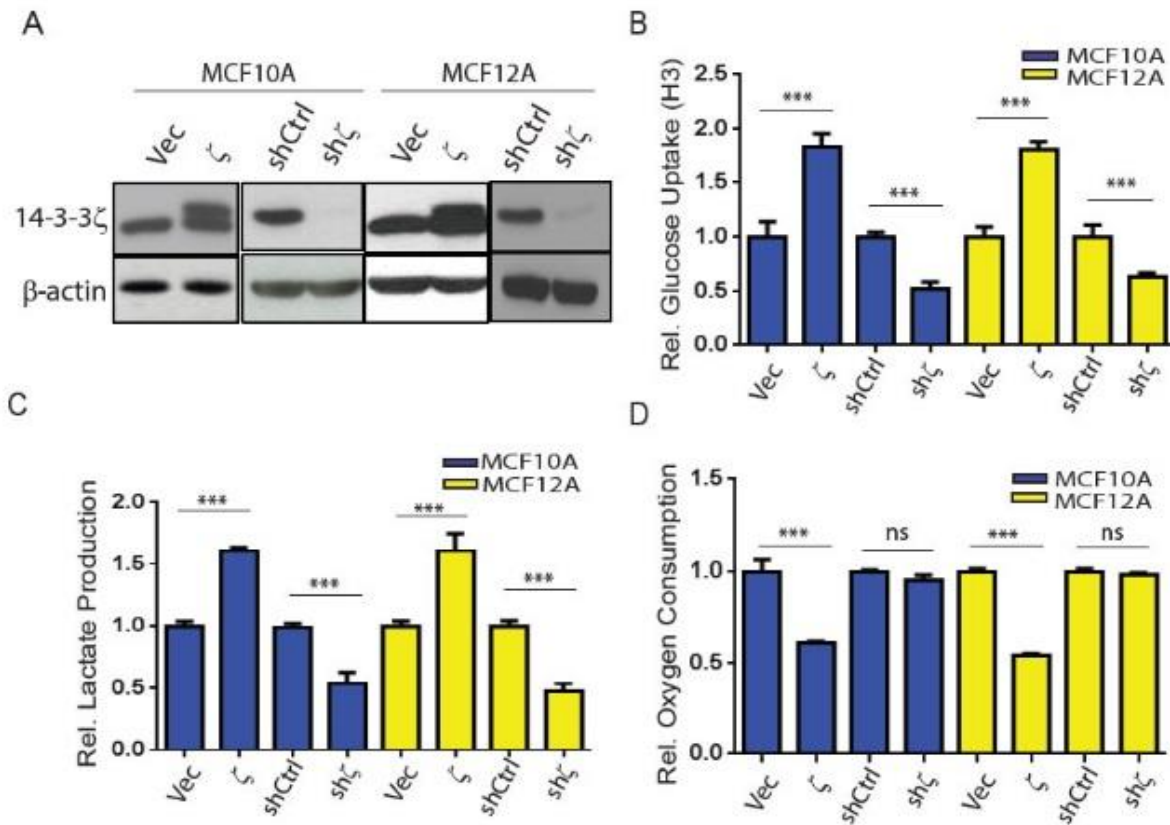 A
MCF10A MCF12A
Vec ζ shCtrl shζ Vec ζ shCtrl shζ
14-3-3ζ
β-actin
B
MCF10A
MCF12A
Rel. Glucose Uptake (H3)
2.5
2.0
1.5
1.0
0.5
0.0
*** *** *** ***
Vec ζ shCtrl shζ Vec ζ shCtrl shζ
C
MCF10A
MCF12A
Rel. Lactate Production
2.0
1.5
1.0
0.5
0.0
*** *** *** ***
Vec ζ shCtrl shζ Vec ζ shCtrl shζ
D
MCF10A
MCF12A
Rel. Oxygen Consumption
1.5
1.0
0.5
0.0
*** ns *** ns
Vec ζ shCtrl shζ Vec ζ shCtrl shζ